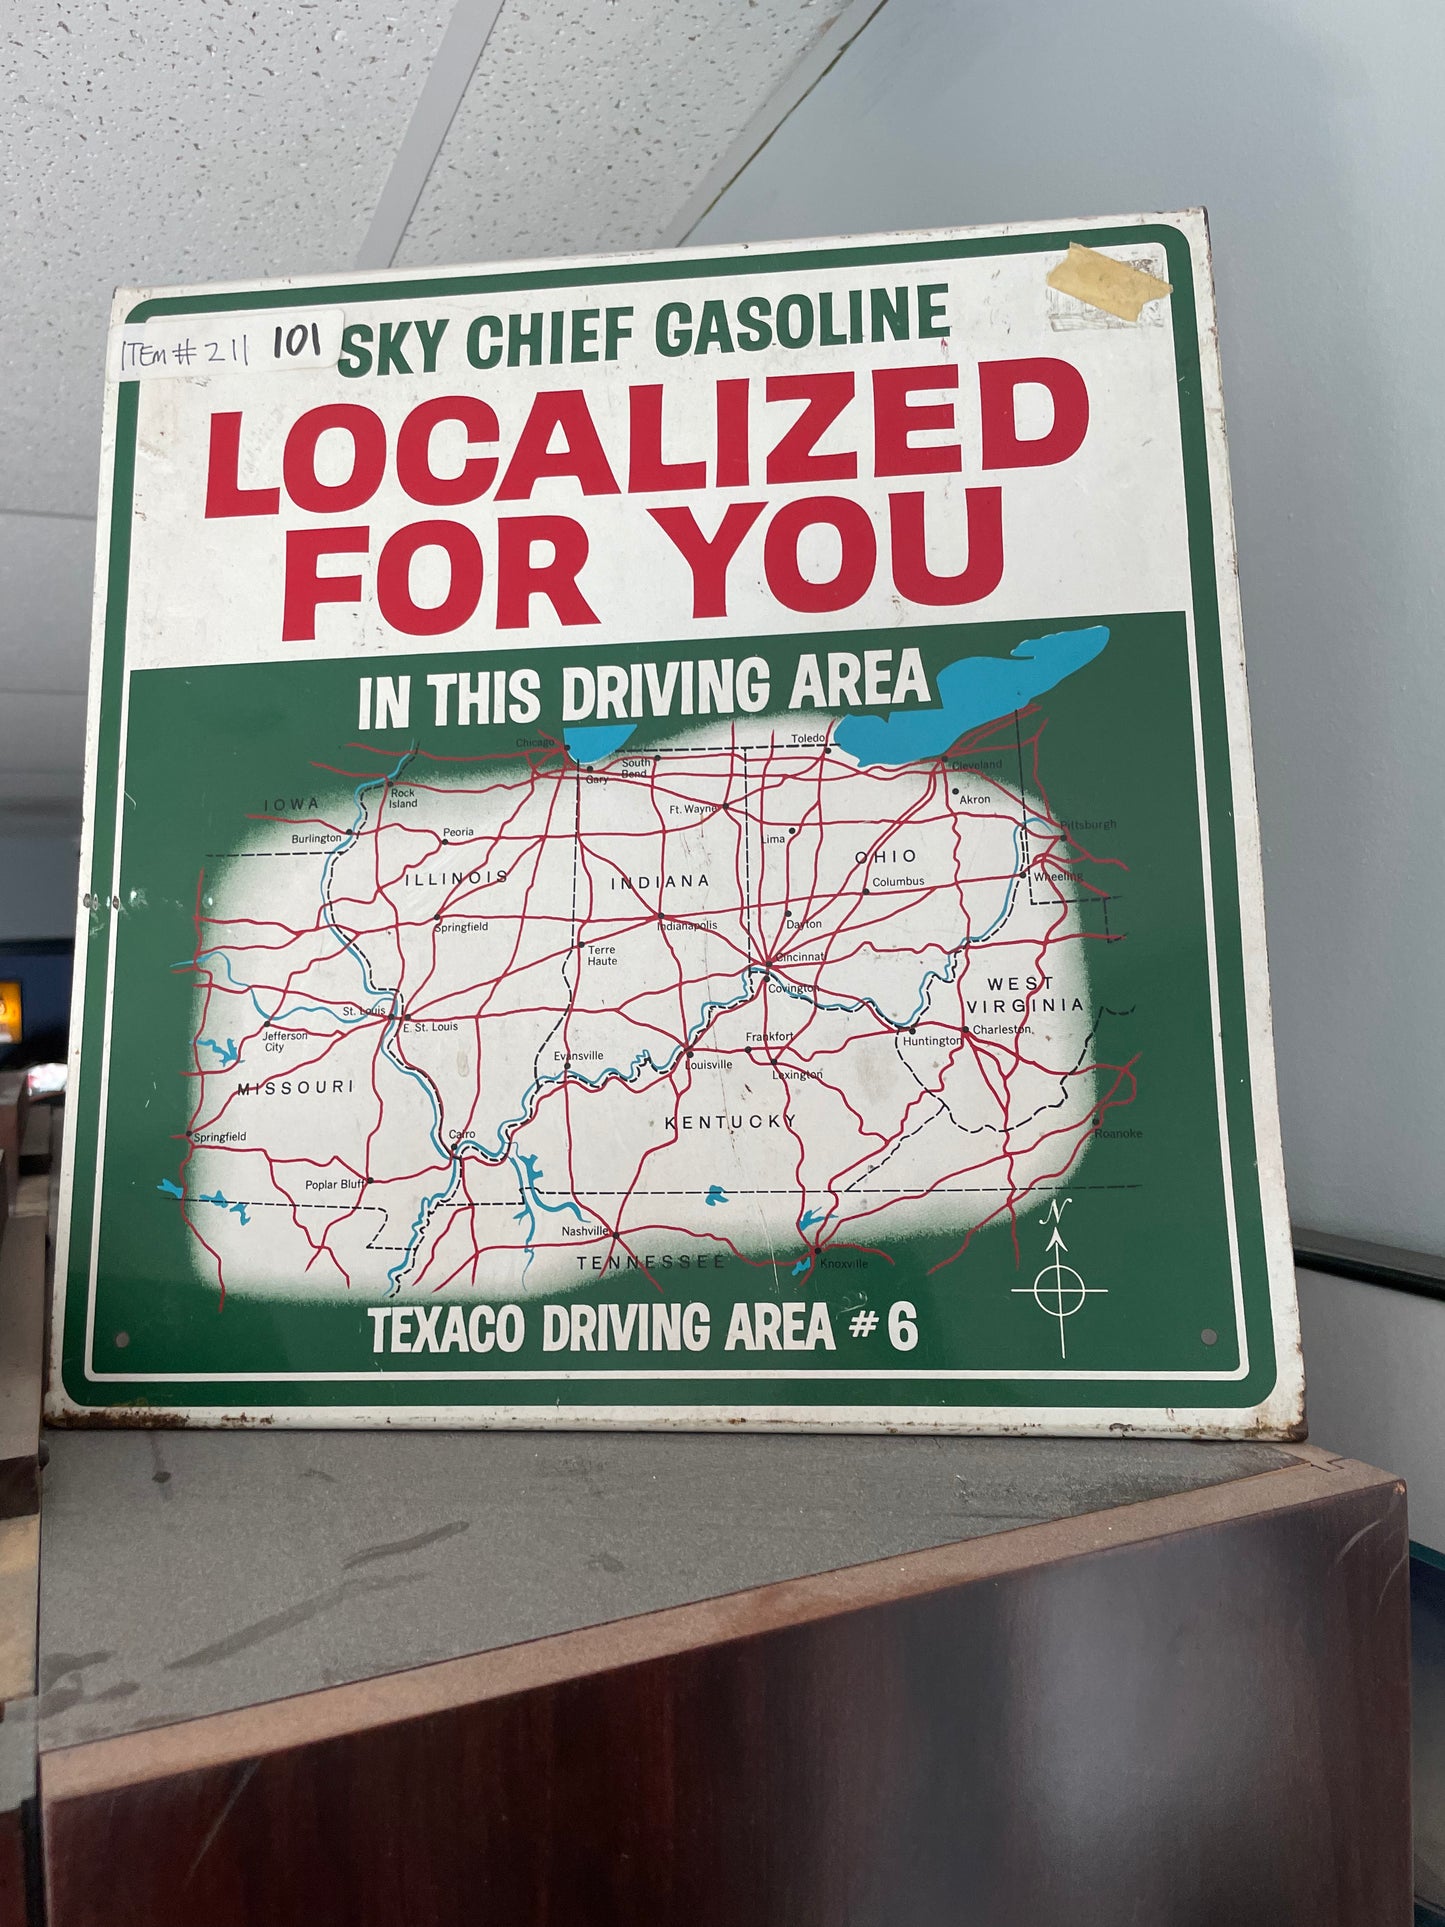 ITEM # 211 101
SKY CHIEF GASOLINE
LOCALIZED
FOR YOU
IN THIS DRIVING AREA
Chicago
Toledo
Gary
South
Bend
Cleveland
IOWA
Rock
Island
Ft. Wayne
Akron
Burlington
Peoria
Lima
Pittsburgh
ILLINOIS
INDIANA
OHIO
Columbus
Wheeling
Springfield
Indianapolis
Dayton
Terre
Haute
Cincinnati
Covington
WEST
VIRGINIA
St. Louis
E. St. Louis
Jefferson
City
Frankfort
Huntington
Charleston
Evansville
Louisville
Lexington
MISSOURI
KENTUCKY
Springfield
Cairo
Roanoke
Poplar Bluff
Nashville
N
TENNESSEE
Knoxville
TEXACO DRIVING AREA # 6